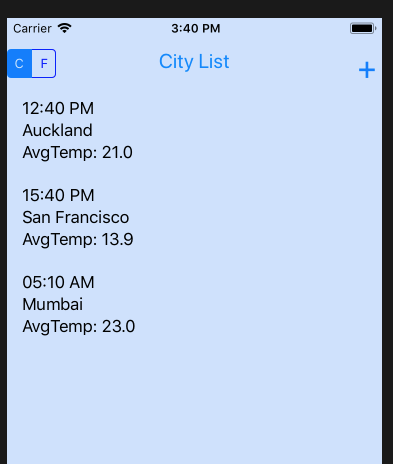 Carrier 3:40 PM
C F City List +
12:40 PM
Auckland
AvgTemp: 21.0
15:40 PM
San Francisco
AvgTemp: 13.9
05:10 AM
Mumbai
AvgTemp: 23.0